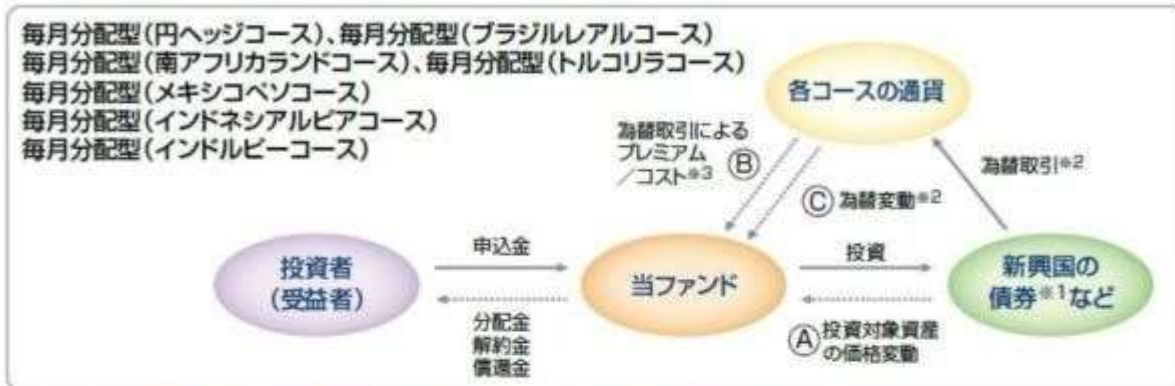 毎月分配型(円ヘッジコース)、毎月分配型(ブラジルレアルコース)
毎月分配型(南アフリカランドコース)、毎月分配型(トルコリラコース)
毎月分配型(メキシコペソコース)
毎月分配型(インドネシアルピアコース)
毎月分配型(インドルピーコース)
各コースの通貨
為替取引による
プレミアム
/コスト※3
Ⓑ
Ⓒ為替変動※2
為替取引※2
投資者
(受益者)
申込金
分配金
解約金
償還金
当ファンド
投資
Ⓐ投資対象資産
の価格変動
新興国の
債券※1など